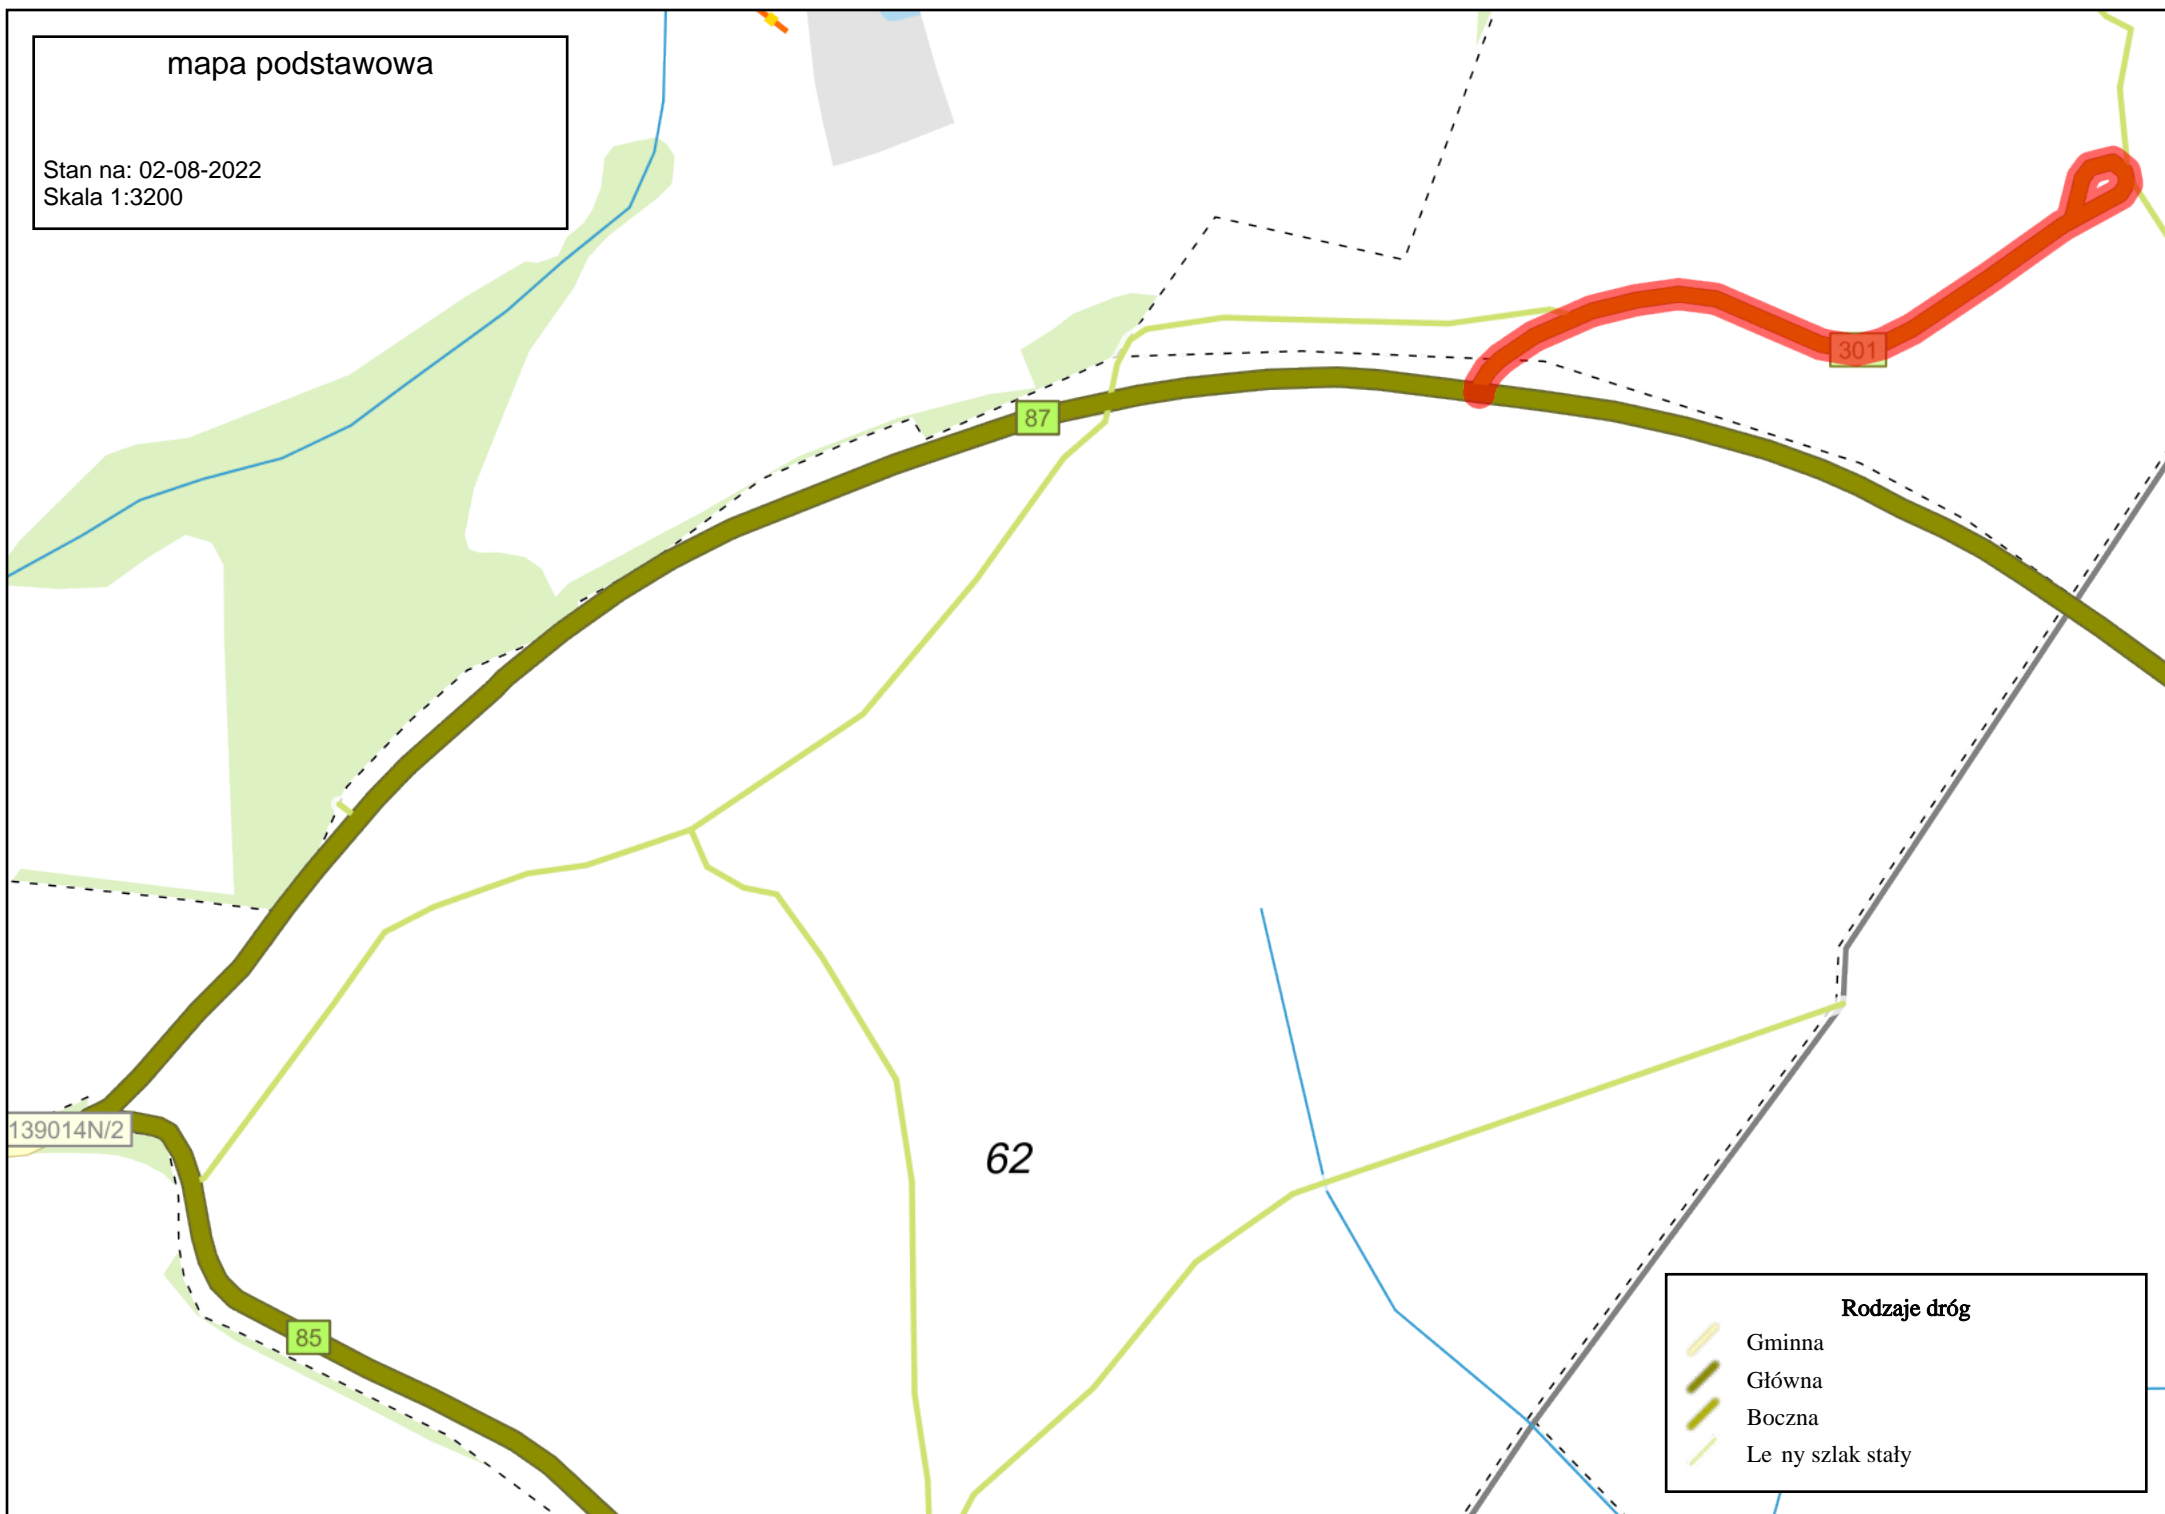 mapa podstawowa
Stan na: 02-08-2022
Skala 1:3200
301
87
139014N/2
62
85
Rodzaje dróg
Gminna
Główna
Boczna
Le ny szlak stały